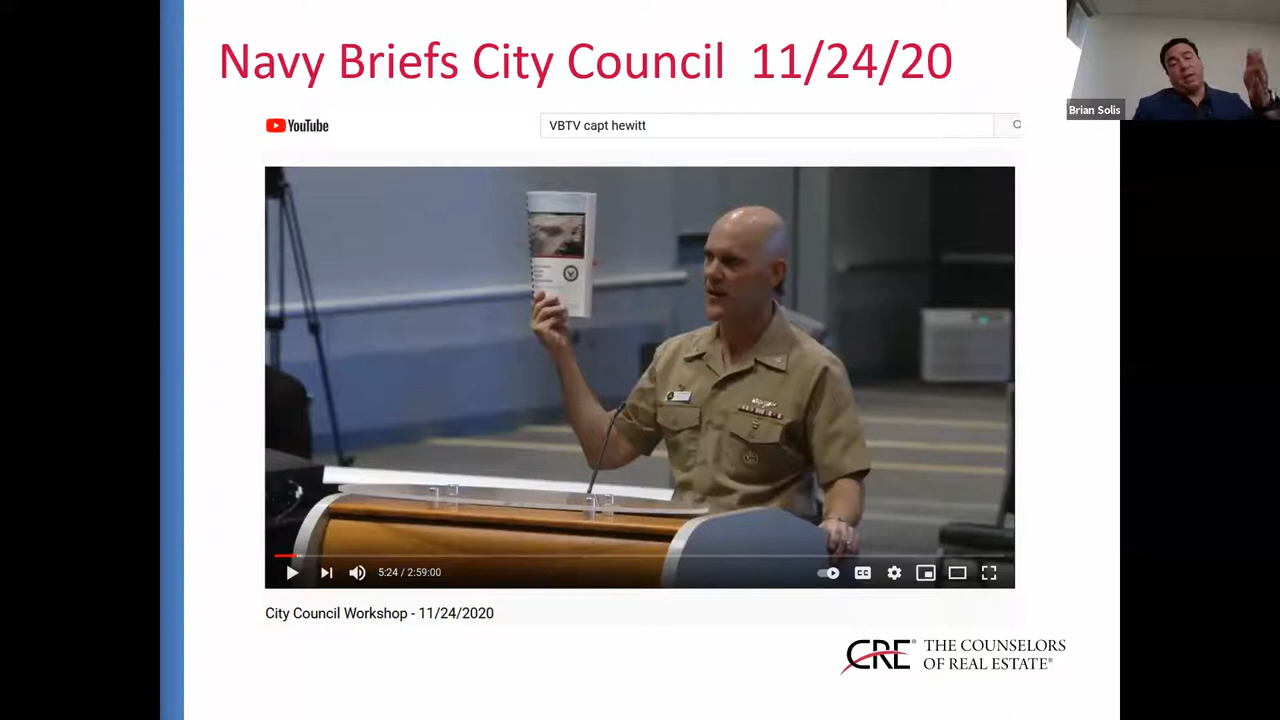 Navy Briefs City Council 11/24/20
Brian Solis
YouTube
VBTV capt hewitt
5:24 / 2:59:00
CC
City Council Workshop - 11/24/2020
CRE® THE COUNSELORS
OF REAL ESTATE®